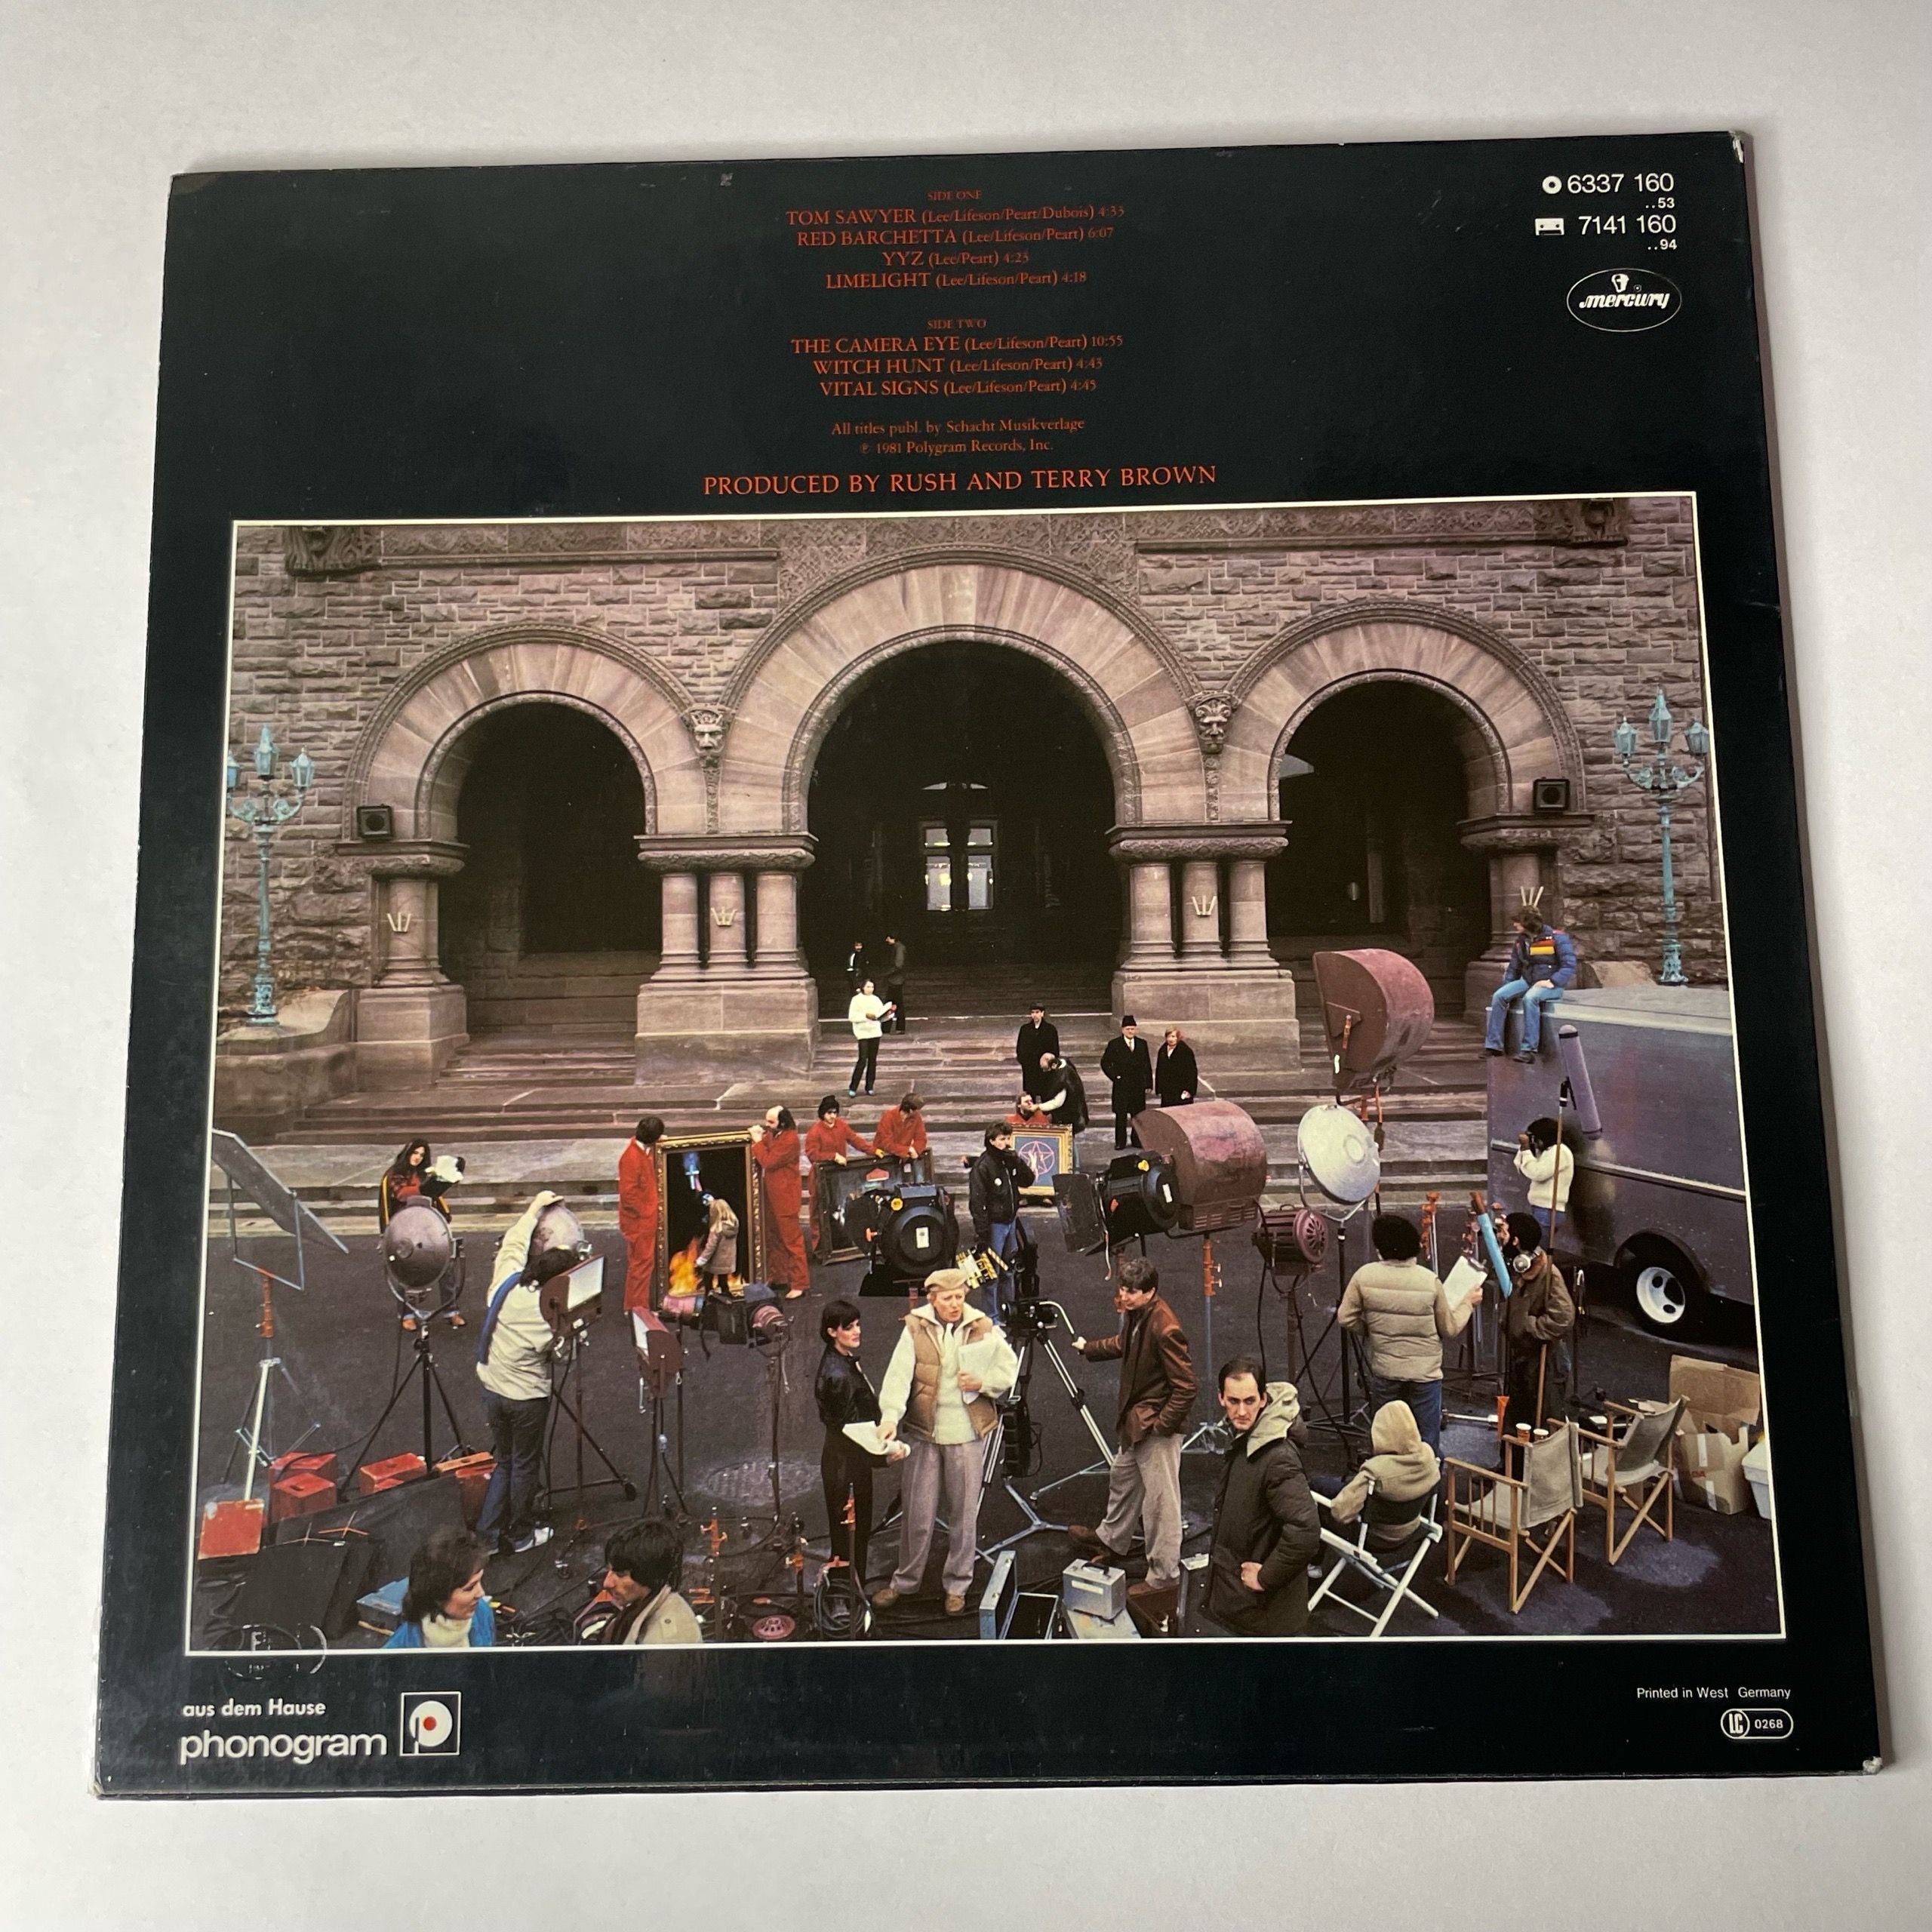 SIDE ONE
TOM SAWYER (Lee/Lifeson/Peart/Dubois) 4:33
RED BARCHETTA (Lee/Lifeson/Peart) 6:07
YYZ (Lee/Peart) 4:23
LIMELIGHT (Lee/Lifeson/Peart) 4:18
SIDE TWO
THE CAMERA EYE (Lee/Lifeson/Peart) 10:55
WITCH HUNT (Lee/Lifeson/Peart) 4:43
VITAL SIGNS (Lee/Lifeson/Peart) 4:45
All titles publ. by Schacht Musikverlage
℗ 1981 Polygram Records, Inc.
PRODUCED BY RUSH AND TERRY BROWN
6337 160
..53
7141 160
..94
mercury
aus dem Hause
phonogram
Printed in West Germany
LC 0268